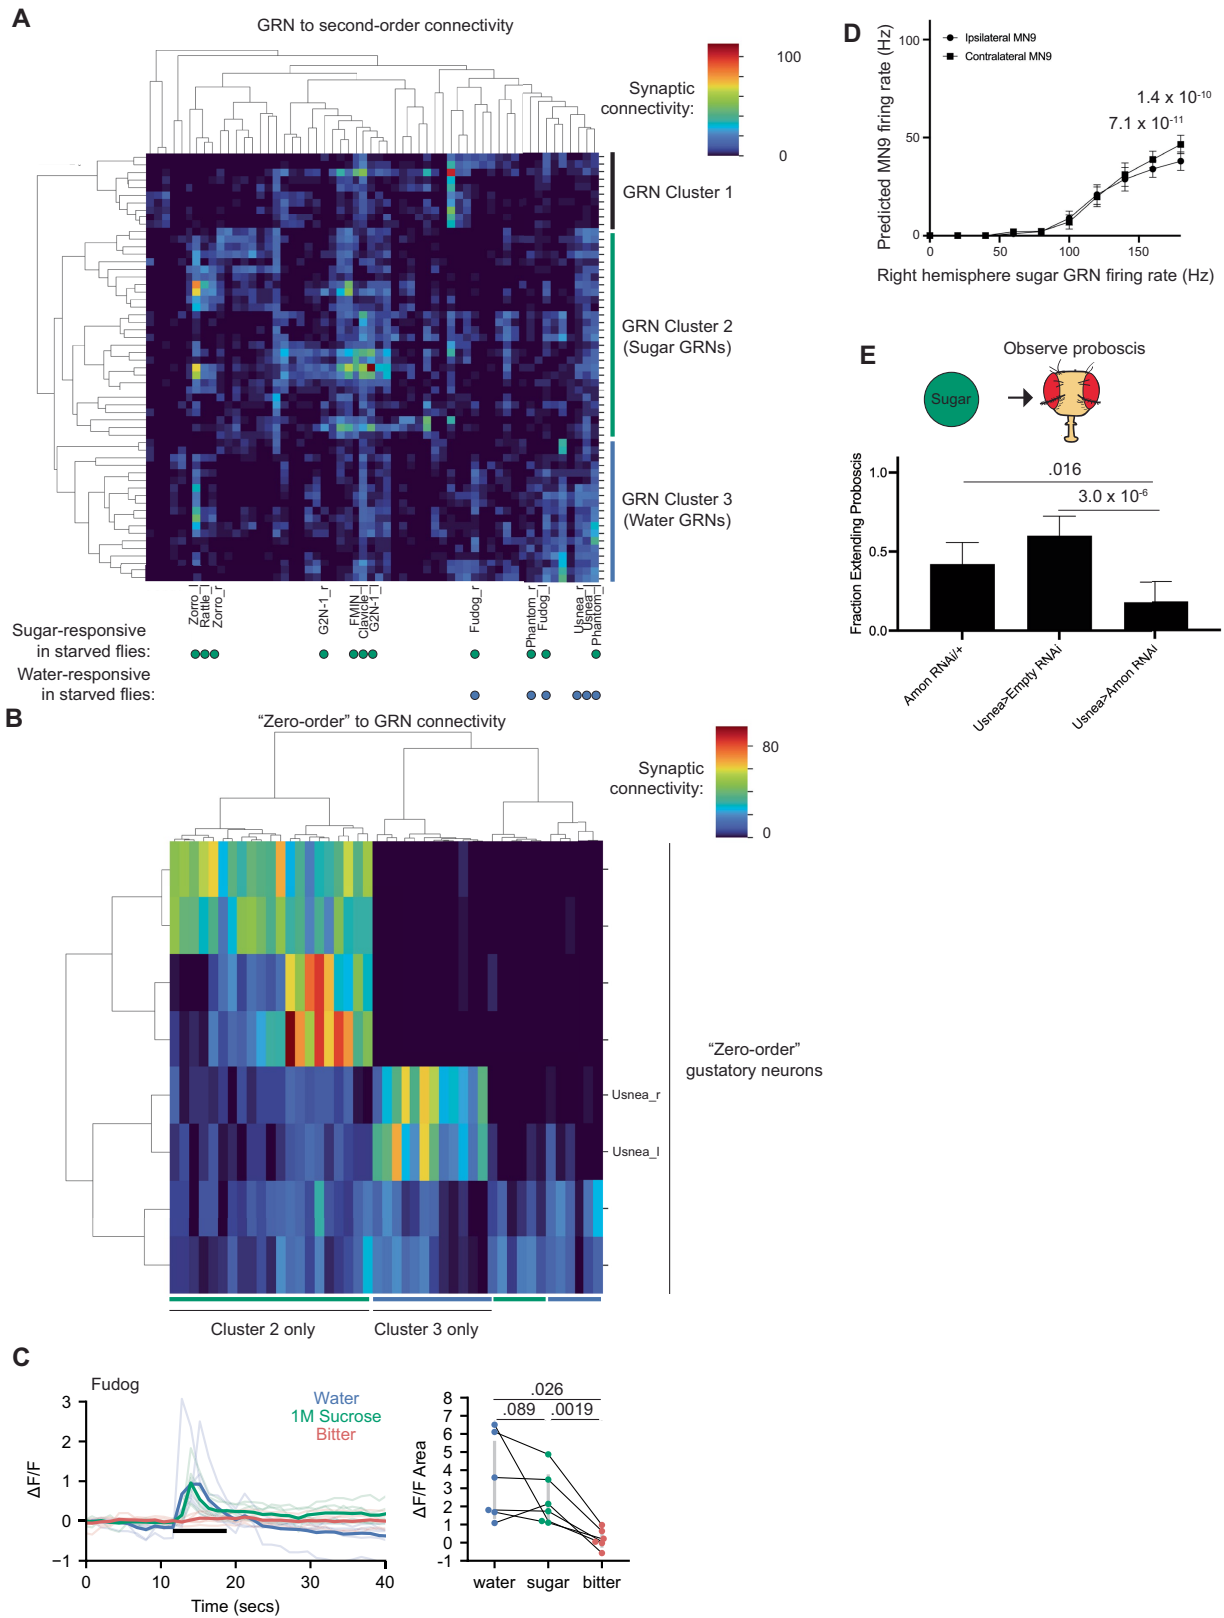 A
GRN to second-order connectivity
Synaptic
connectivity:
100
0
GRN Cluster 1
GRN Cluster 2
(Sugar GRNs)
GRN Cluster 3
(Water GRNs)
Zorro_l
Rattle_l
Zorro_r
G2N-1_r
FMIN_l
Clavicle_l
G2N-1_l
Fudog_r
Phantom_r
Fudog_l
Usnea_r
Usnea_l
Phantom_l
Sugar-responsive
in starved flies:
Water-responsive
in starved flies:
B
"Zero-order" to GRN connectivity
Synaptic
connectivity:
80
0
Usnea_r
Usnea_l
"Zero-order"
gustatory neurons
Cluster 2 only
Cluster 3 only
C
Fudog
Water
1M Sucrose
Bitter
ΔF/F
3
2
1
0
−1
0
10
20
30
40
Time (secs)
.026
.089
.0019
ΔF/F Area
8
7
6
5
4
3
2
1
0
-1
water
sugar
bitter
D
Ipsilateral MN9
Contralateral MN9
1.4 x 10⁻¹⁰
7.1 x 10⁻¹¹
Predicted MN9 firing rate (Hz)
100
50
0
0
50
100
150
Right hemisphere sugar GRN firing rate (Hz)
E
Observe proboscis
Sugar
.016
3.0 x 10⁻⁶
Fraction Extending Proboscis
1.0
0.5
0.0
Amon RNAi/+
Usnea>Empty RNAi
Usnea>Amon RNAi